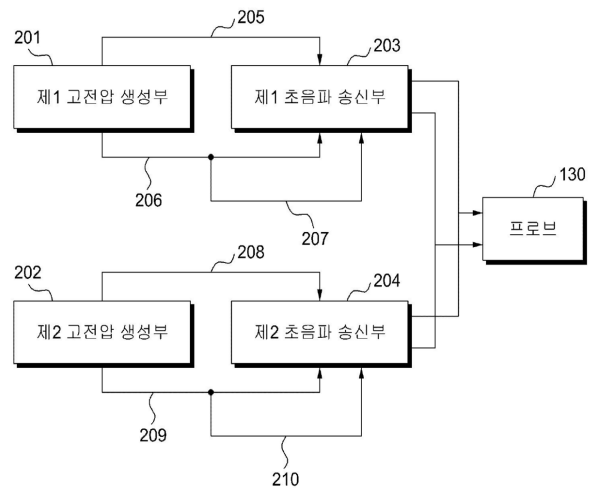 205
201
203
제1 고전압 생성부
제1 초음파 송신부
206
207
130
프로브
208
202
204
제2 고전압 생성부
제2 초음파 송신부
209
210